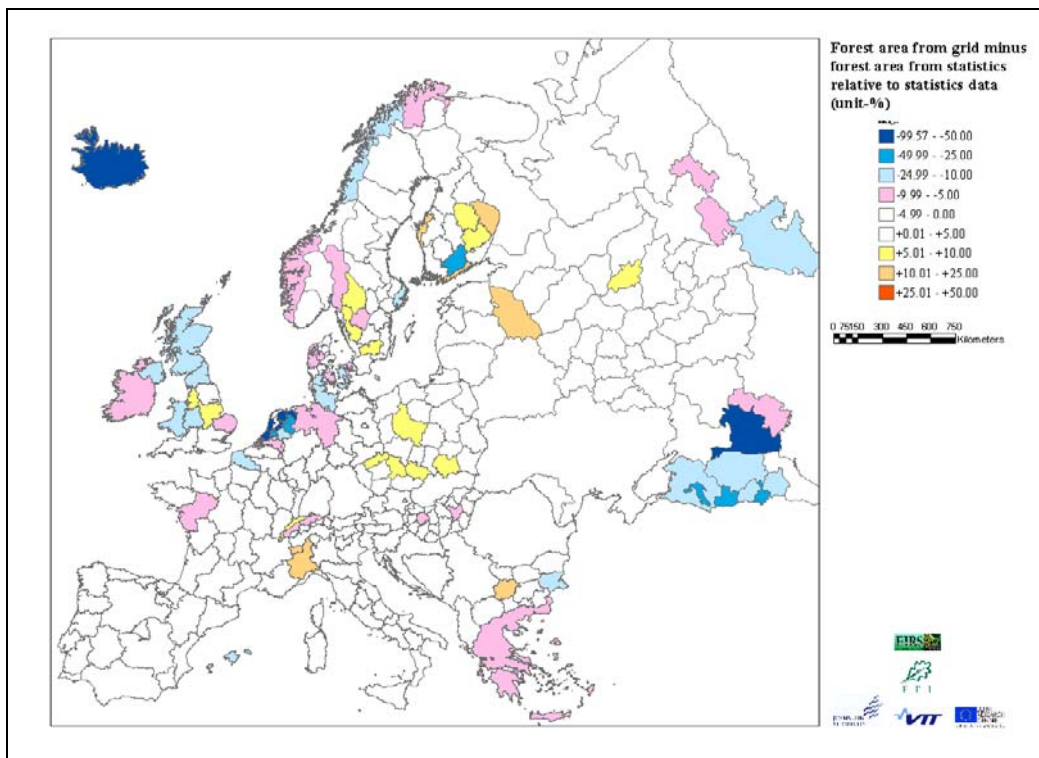 Forest area from grid minus
forest area from statistics
relative to statistics data
(unit-%)
-99.57 - -50.00
-49.99 - -25.00
-24.99 - -10.00
-9.99 - -5.00
-4.99 - 0.00
+0.01 - +5.00
+5.01 - +10.00
+10.01 - +25.00
+25.01 - +50.00
0 75150 300 450 600 750
Kilometers
EFI
VTT